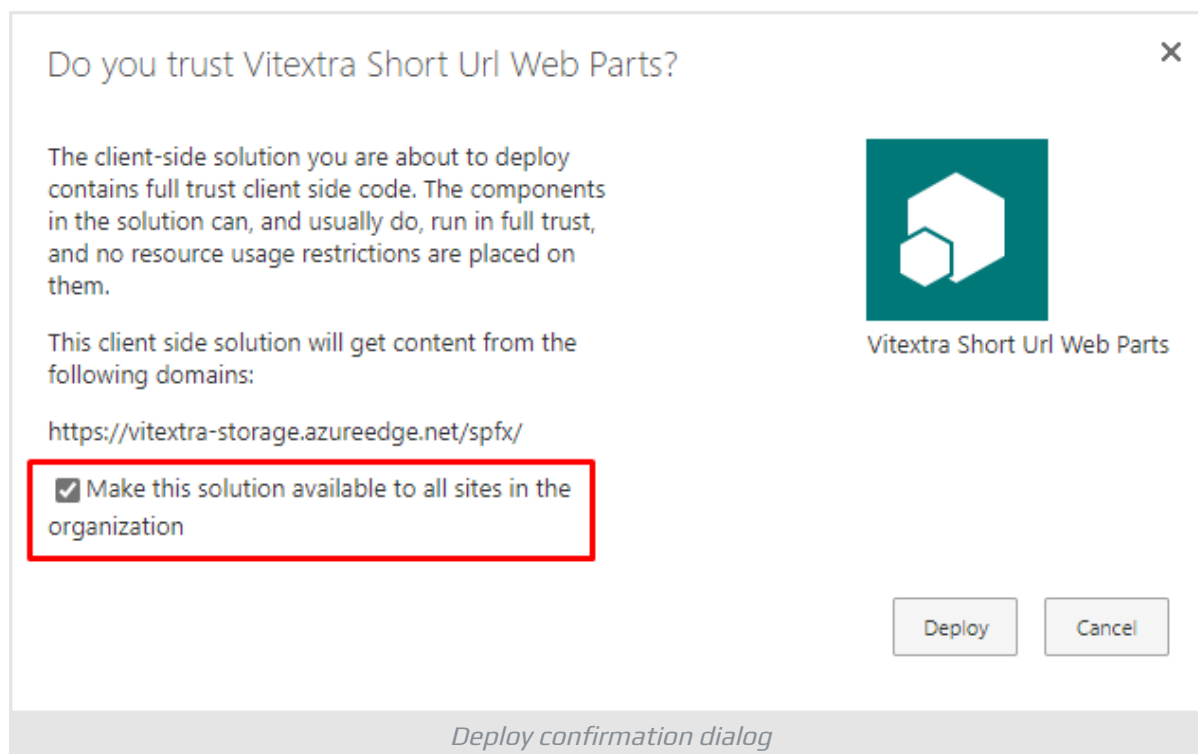 Do you trust Vitextra Short Url Web Parts?
The client-side solution you are about to deploy
contains full trust client side code. The components
in the solution can, and usually do, run in full trust,
and no resource usage restrictions are placed on
them.
This client side solution will get content from the
following domains:
https://vitextra-storage.azureedge.net/spfx/
Make this solution available to all sites in the
organization
Vitextra Short Url Web Parts
Deploy
Cancel
Deploy confirmation dialog